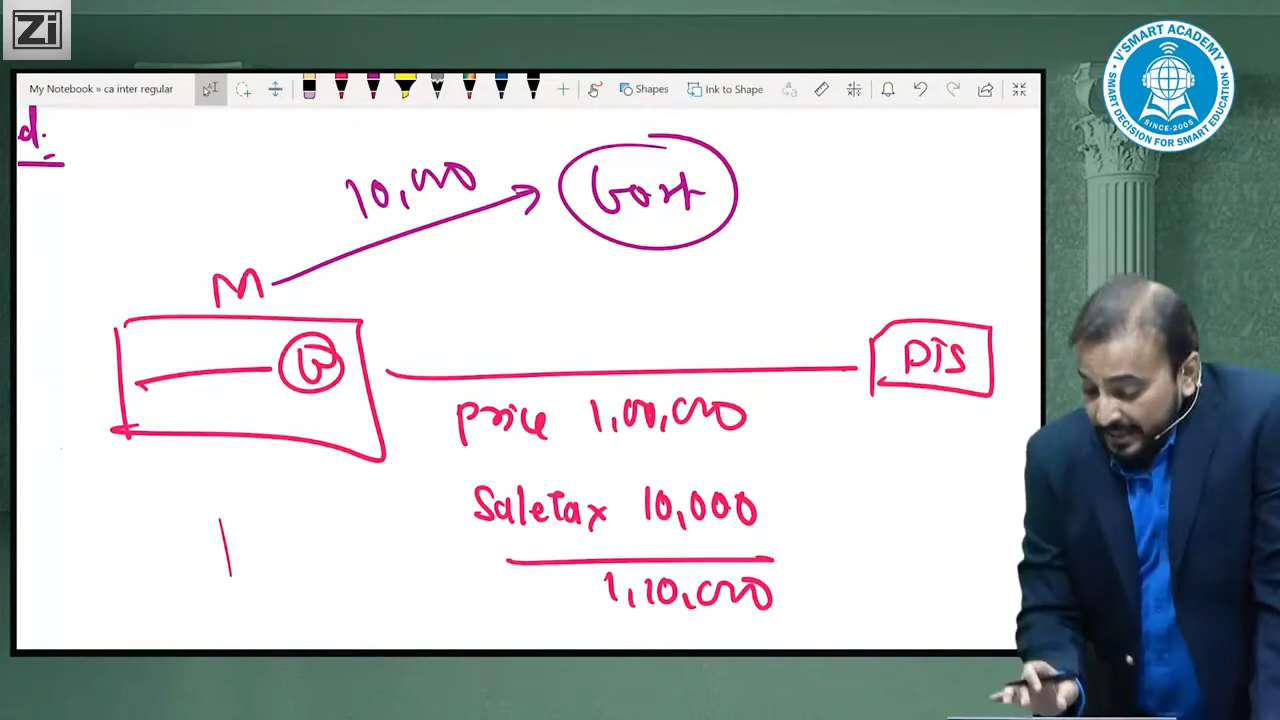 Zi
My Notebook » ca inter regular
Shapes
Ink to Shape
V'SMART ACADEMY
SINCE-2005
SMART DECISION FOR SMART EDUCATION
d.
10,000
Govt
M
G
DIS
Price 1,00,000
Saletax 10,000
1,10,000